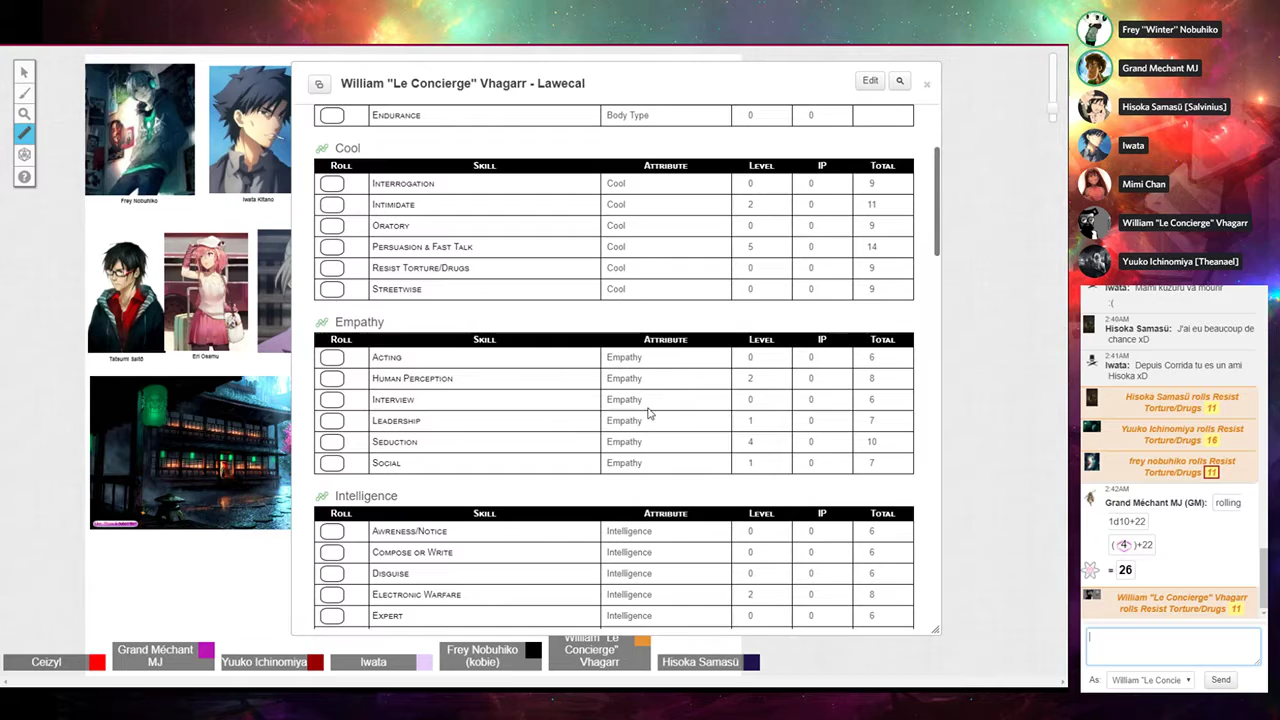 William "Le Concierge" Vhagarr - Lawecal
Edit
ENDURANCE Body Type 0 0
Cool
ROLL SKILL ATTRIBUTE LEVEL IP TOTAL
INTERROGATION Cool 0 0 9
INTIMIDATE Cool 2 0 11
ORATORY Cool 0 0 9
PERSUASION & FAST TALK Cool 5 0 14
RESIST TORTURE/DRUGS Cool 0 0 9
STREETWISE Cool 0 0 9
Empathy
ROLL SKILL ATTRIBUTE LEVEL IP TOTAL
ACTING Empathy 0 0 6
HUMAN PERCEPTION Empathy 2 0 8
INTERVIEW Empathy 0 0 6
LEADERSHIP Empathy 1 0 7
SEDUCTION Empathy 4 0 10
SOCIAL Empathy 1 0 7
Intelligence
ROLL SKILL ATTRIBUTE LEVEL IP TOTAL
AWRENESS/NOTICE Intelligence 0 0 6
COMPOSE OR WRITE Intelligence 0 0 6
DISGUISE Intelligence 0 0 6
ELECTRONIC WARFARE Intelligence 2 0 8
EXPERT Intelligence 0 0 6
Frey Nobuhiko
Iwata Kitano
Tatsumi Saitō
Eri Osamu
Ceizyl
Grand Méchant
MJ
Yuuko Ichinomiya
Iwata
Frey Nobuhiko
(kobie)
William "Le
Concierge"
Vhagarr
Hisoka Samasū
Frey "Winter" Nobuhiko
Grand Mechant MJ
Hisoka Samasū [Salvinius]
Iwata
Mimi Chan
William "Le Concierge" Vhagarr
Yuuko Ichinomiya [Theanael]
Iwata: Mami kuzuru va mourir
:(
2:40AM
Hisoka Samasū: J'ai eu beaucoup de
chance xD
2:41AM
Iwata: Depuis Corrida tu es un ami
Hisoka xD
Hisoka Samasū rolls Resist
Torture/Drugs 11
Yuuko Ichinomiya rolls Resist
Torture/Drugs 16
frey nobuhiko rolls Resist
Torture/Drugs 11
2:42AM
Grand Méchant MJ (GM): rolling
1d10+22
(4)+22
= 26
William "Le Concierge" Vhagarr
rolls Resist Torture/Drugs 11
As: William "Le Concie
Send